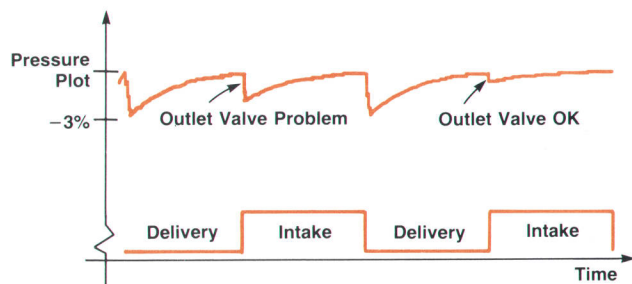 Pressure
Plot
−3%
Outlet Valve Problem
Outlet Valve OK
Delivery
Intake
Delivery
Intake
Time